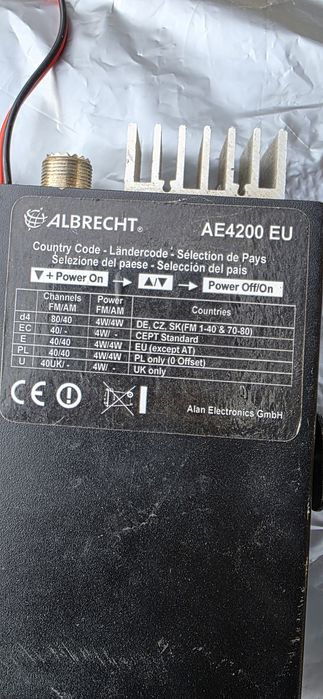 ALBRECHT® AE4200 EU
Country Code - Ländercode - Sélection de Pays
Selezione del paese - Selección del pais
▼ + Power On → ▲/▼ → Power Off/On
Channels FM/AM Power FM/AM Countries
d4 80/40 4W/4W DE, CZ, SK(FM 1-40 & 70-80)
EC 40/ - 4W/ - CEPT Standard
E 40/40 4W/4W EU (except AT)
PL 40/40 4W/4W PL only (0 Offset)
U 40UK/ - 4W/ - UK only
CE
Alan Electronics GmbH